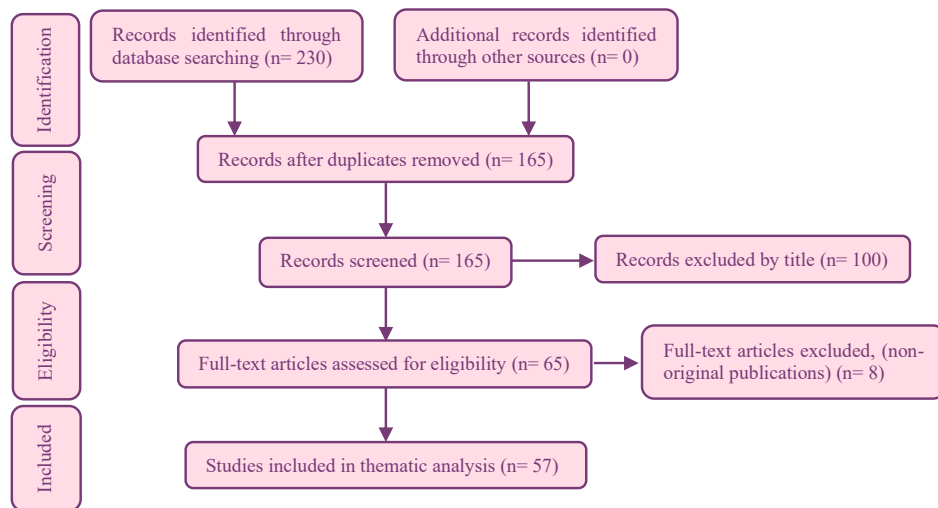 Identification
Records identified through
database searching (n= 230)
Additional records identified
through other sources (n= 0)
Records after duplicates removed (n= 165)
Screening
Records screened (n= 165)
Records excluded by title (n= 100)
Eligibility
Full-text articles assessed for eligibility (n= 65)
Full-text articles excluded, (non-
original publications) (n= 8)
Included
Studies included in thematic analysis (n= 57)